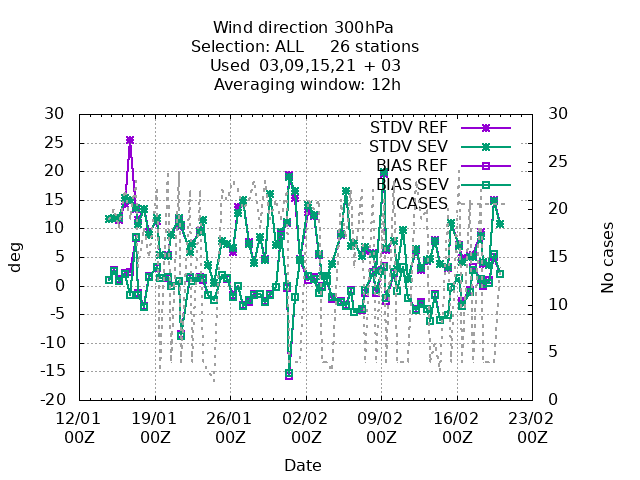 Wind direction 300hPa
Selection: ALL 26 stations
Used 03,09,15,21 + 03
Averaging window: 12h
30 30
25 25
20 20
15 15
10 10
5 5
0 0
-5
-10
-15
-20
deg
No cases
STDV REF
STDV SEV
BIAS REF
BIAS SEV
CASES
12/01 19/01 26/01 02/02 09/02 16/02 23/02
00Z 00Z 00Z 00Z 00Z 00Z 00Z
Date